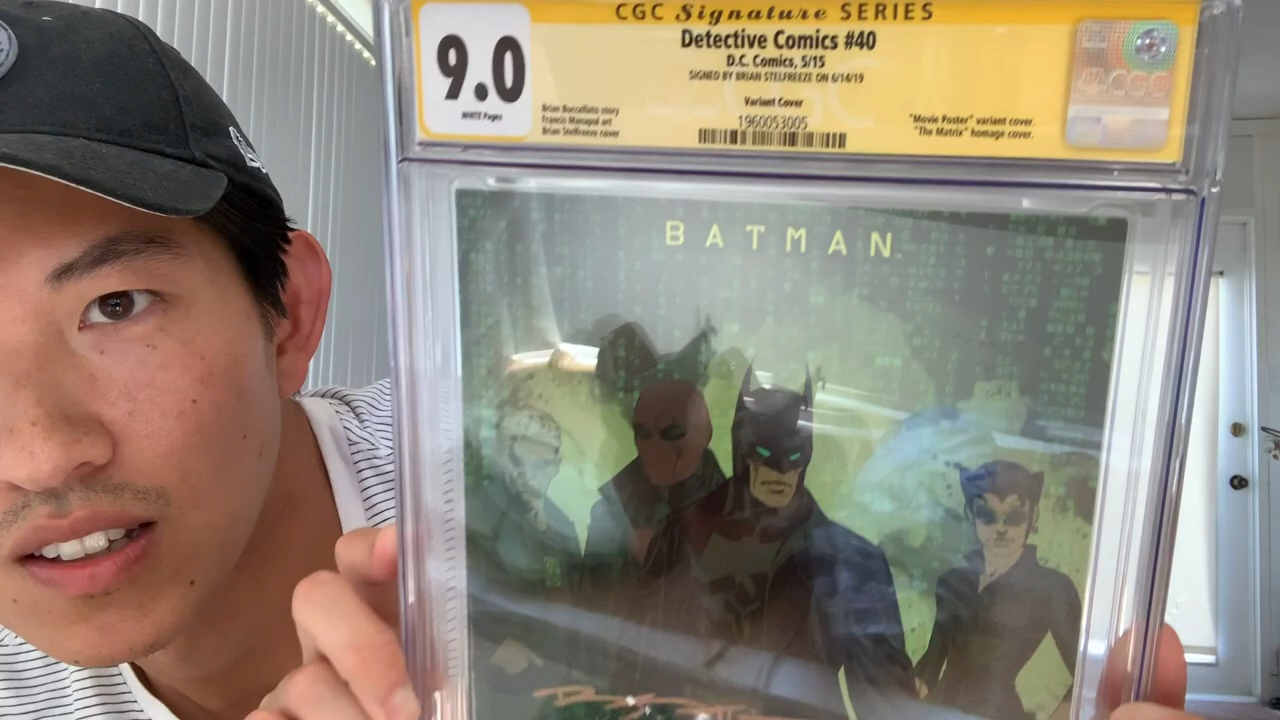 CGC Signature SERIES
9.0
WHITE Pages
Detective Comics #40
D.C. Comics, 5/15
SIGNED BY BRIAN STELFREEZE ON 6/14/19
Variant Cover
1960053005
Brian Buccellato story
Francis Manapul art
Brian Stelfreeze cover
"Movie Poster" variant cover.
"The Matrix" homage cover.
CGC
BATMAN